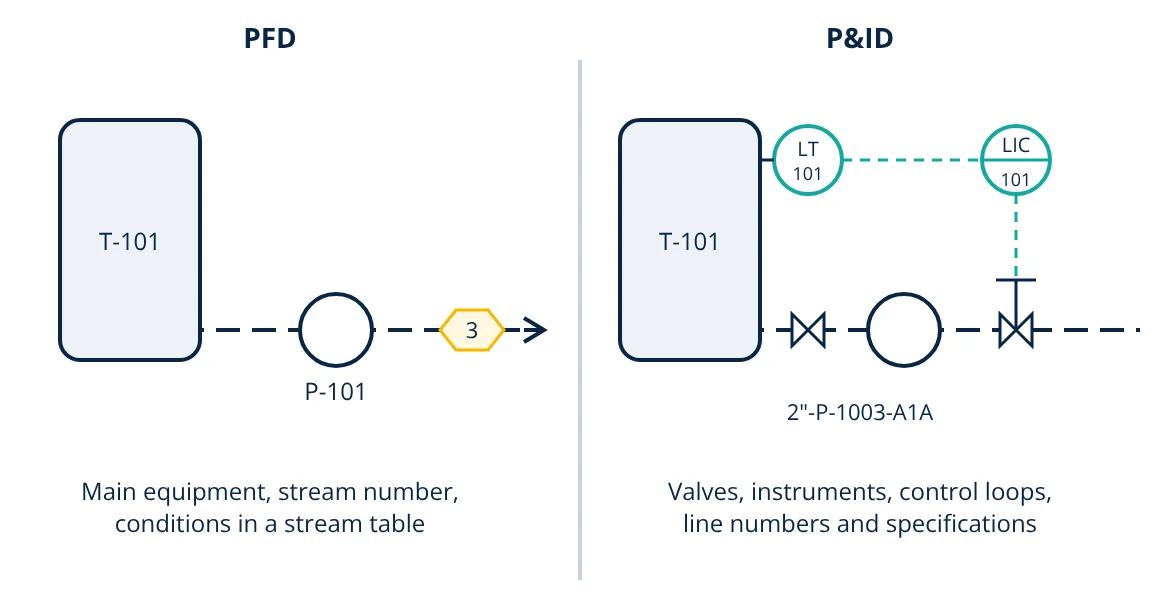 PFD
T-101
3
P-101
Main equipment, stream number,
conditions in a stream table
P&ID
LT
101
LIC
101
T-101
2"-P-1003-A1A
Valves, instruments, control loops,
line numbers and specifications